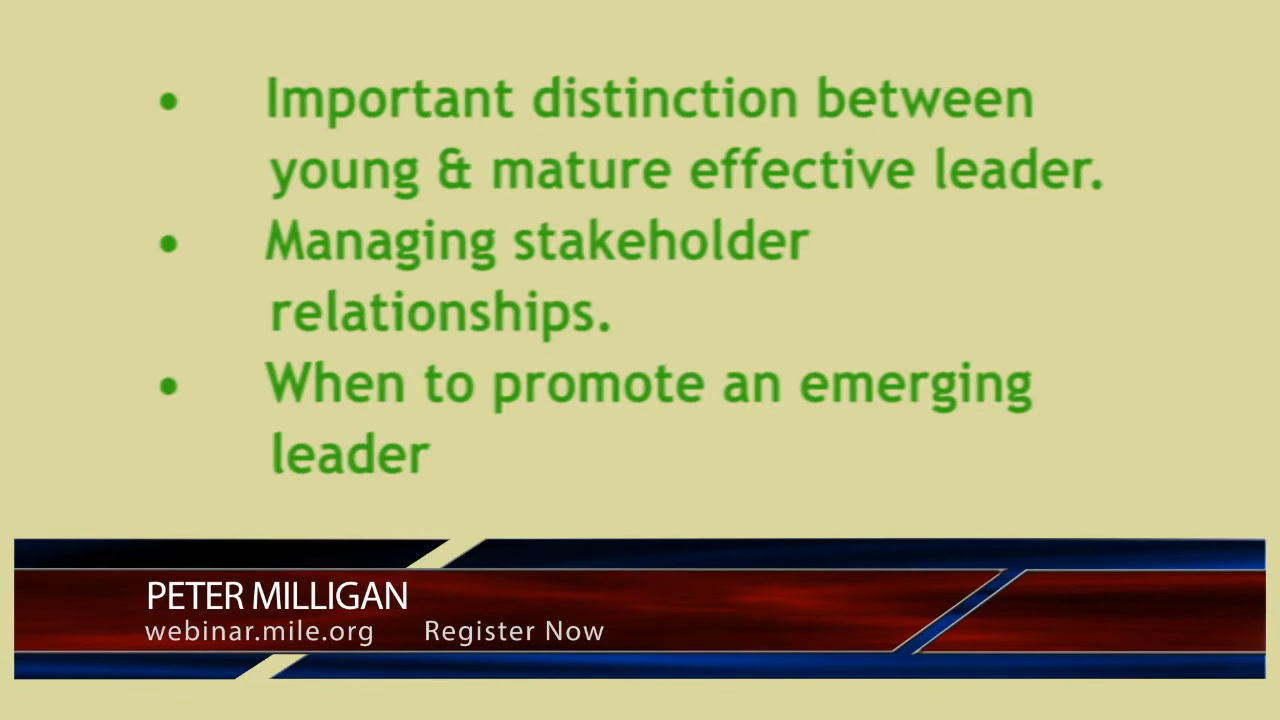 • Important distinction between
young & mature effective leader.
• Managing stakeholder
relationships.
• When to promote an emerging
leader
PETER MILLIGAN
webinar.mile.org Register Now